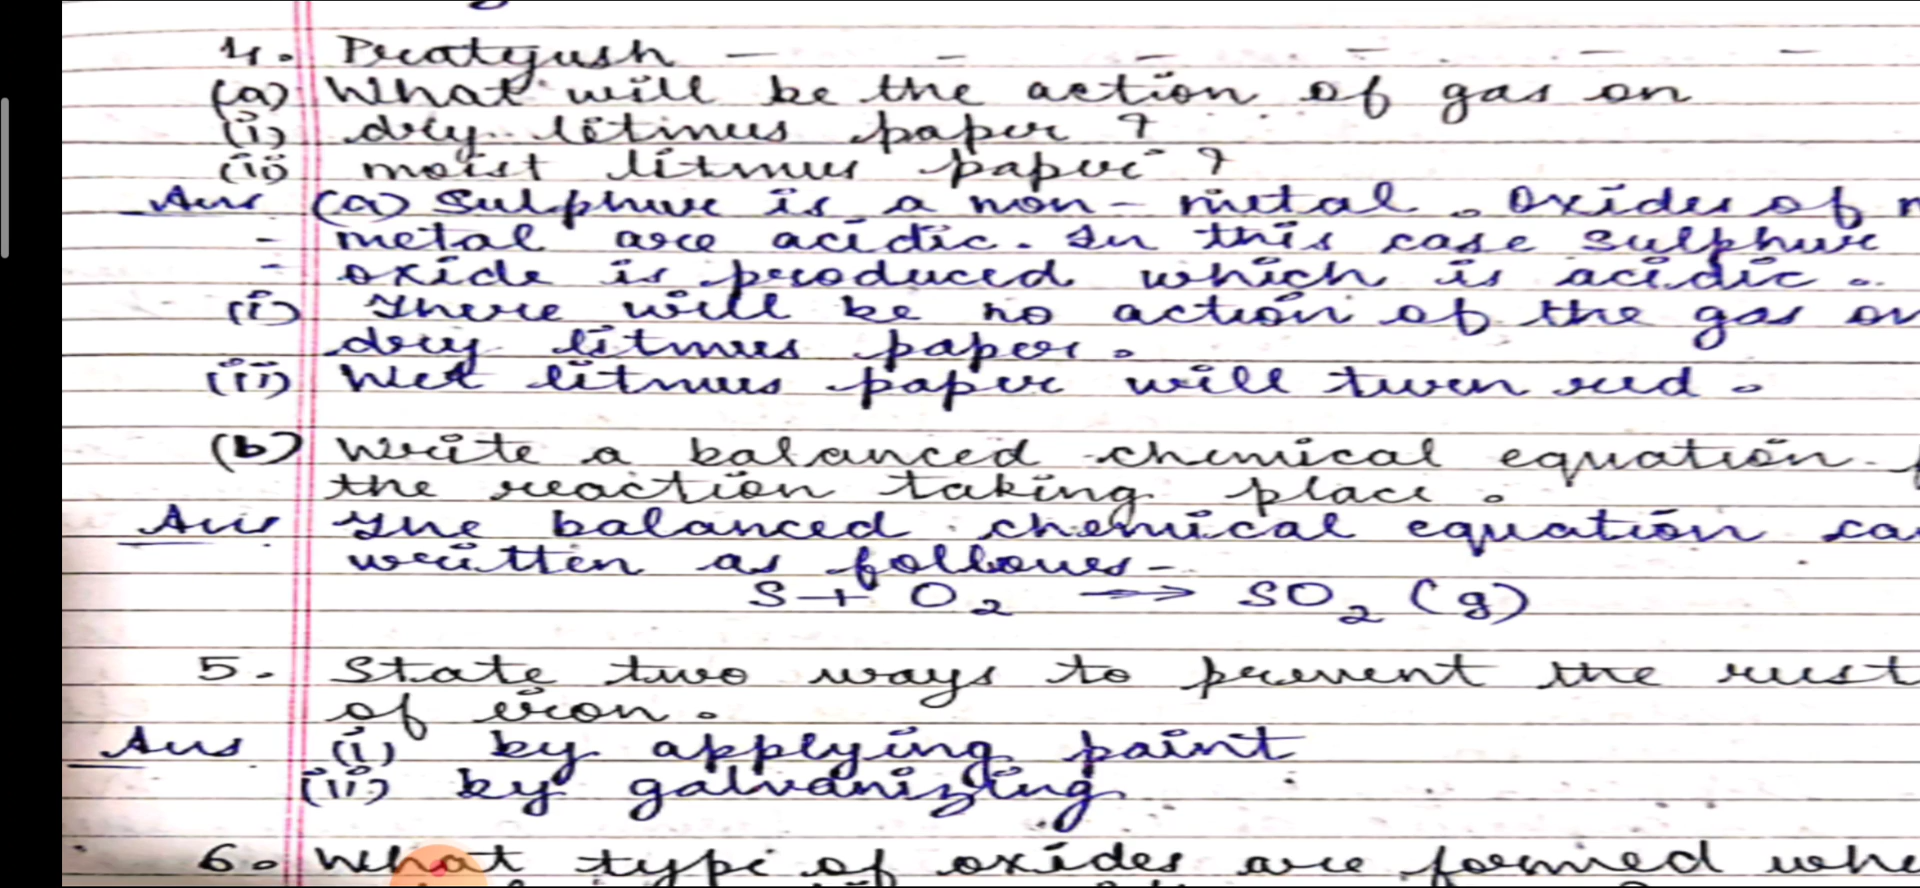 4. Pratyush - - - - - -
(a) What will be the action of gas on
(i) dry litmus paper ?
(ii) moist litmus paper ?
Ans (a) Sulphur is a non-metal. Oxides of
- metal are acidic. In this case sulphur
- oxide is produced which is acidic.
(i) There will be no action of the gas on
dry litmus paper.
(ii) Wet litmus paper will turn red.
(b) Write a balanced chemical equation
the reaction taking place.
Ans The balanced chemical equation ca
written as follows-
S + O2 → SO2 (g)
5. State two ways to prevent the rust
of iron.
Ans (i) by applying paint
(ii) by galvanizing
6. What type of oxides are formed whe